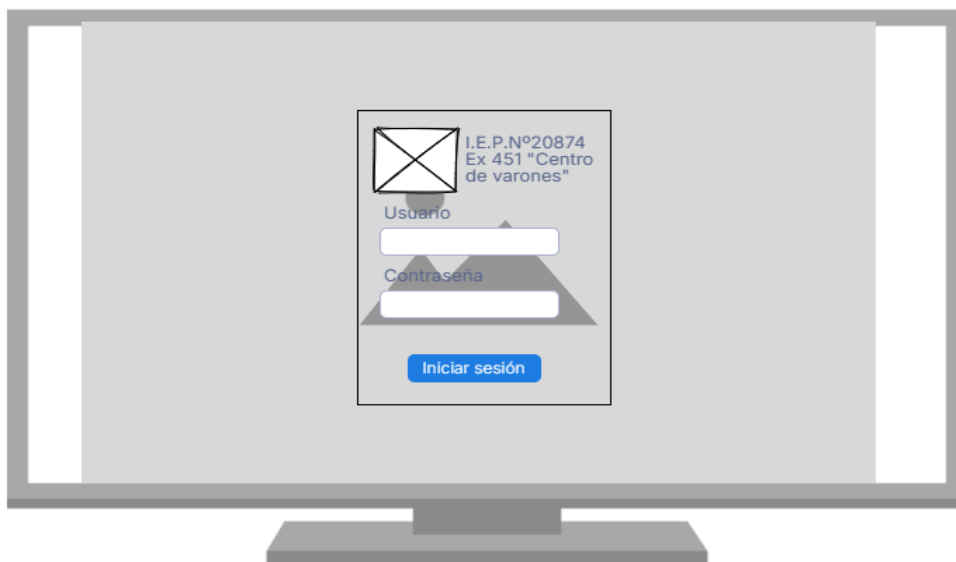 I.E.P.Nº20874
Ex 451 "Centro
de varones"
Usuario
Contraseña
Iniciar sesión